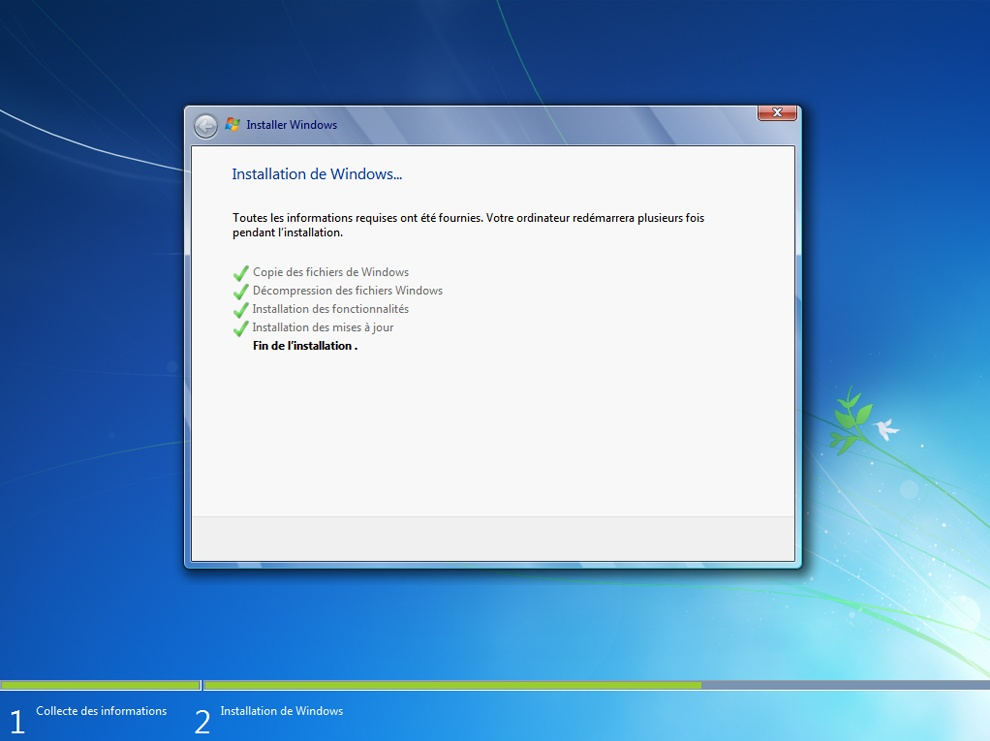 Installer Windows
Installation de Windows...
Toutes les informations requises ont été fournies. Votre ordinateur redémarrera plusieurs fois
pendant l'installation.
Copie des fichiers de Windows
Décompression des fichiers Windows
Installation des fonctionnalités
Installation des mises à jour
Fin de l'installation .
1 Collecte des informations
2 Installation de Windows